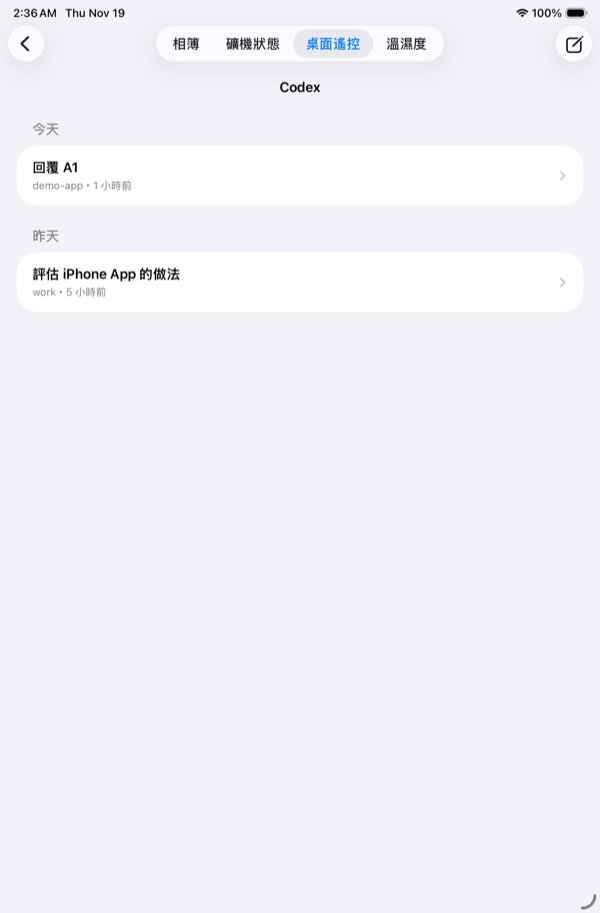 2:36 AM Thu Nov 19 100%
相簿 礦機狀態 桌面遙控 溫濕度
Codex
今天
回覆 A1
demo-app • 1 小時前
昨天
評估 iPhone App 的做法
work • 5 小時前